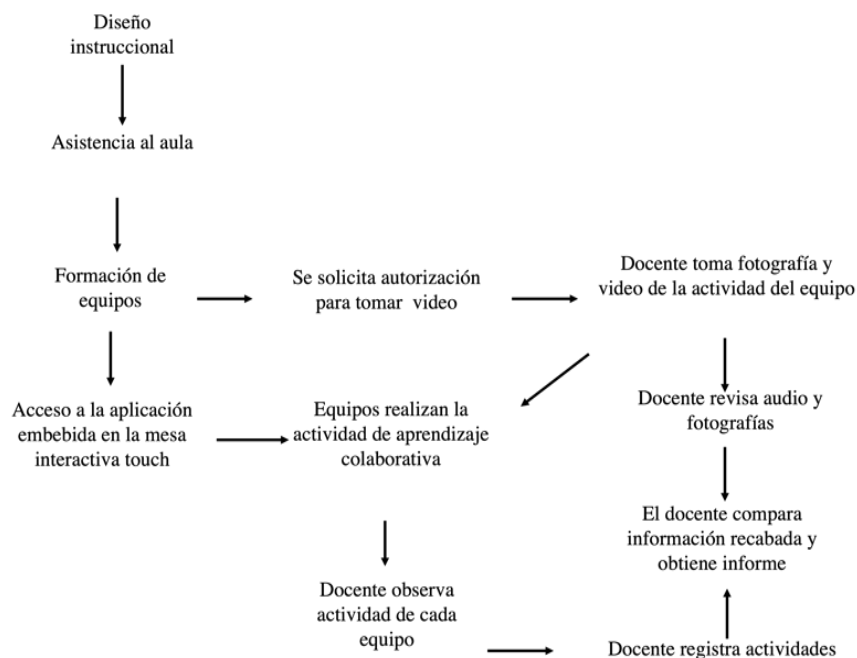 Diseño
instruccional
Asistencia al aula
Formación de
equipos
Se solicita autorización
para tomar video
Docente toma fotografía y
video de la actividad del equipo
Acceso a la aplicación
embebida en la mesa
interactiva touch
Equipos realizan la
actividad de aprendizaje
colaborativa
Docente revisa audio y
fotografías
El docente compara
información recabada y
obtiene informe
Docente observa
actividad de cada
equipo
Docente registra actividades